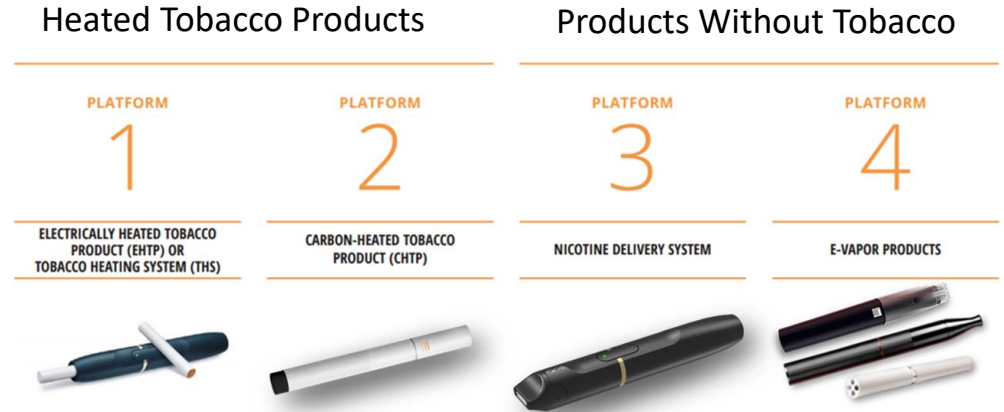 Heated Tobacco Products
Products Without Tobacco
PLATFORM
1
ELECTRICALLY HEATED TOBACCO
PRODUCT (EHTP) OR
TOBACCO HEATING SYSTEM (THS)
PLATFORM
2
CARBON-HEATED TOBACCO
PRODUCT (CHTP)
PLATFORM
3
NICOTINE DELIVERY SYSTEM
PLATFORM
4
E-VAPOR PRODUCTS